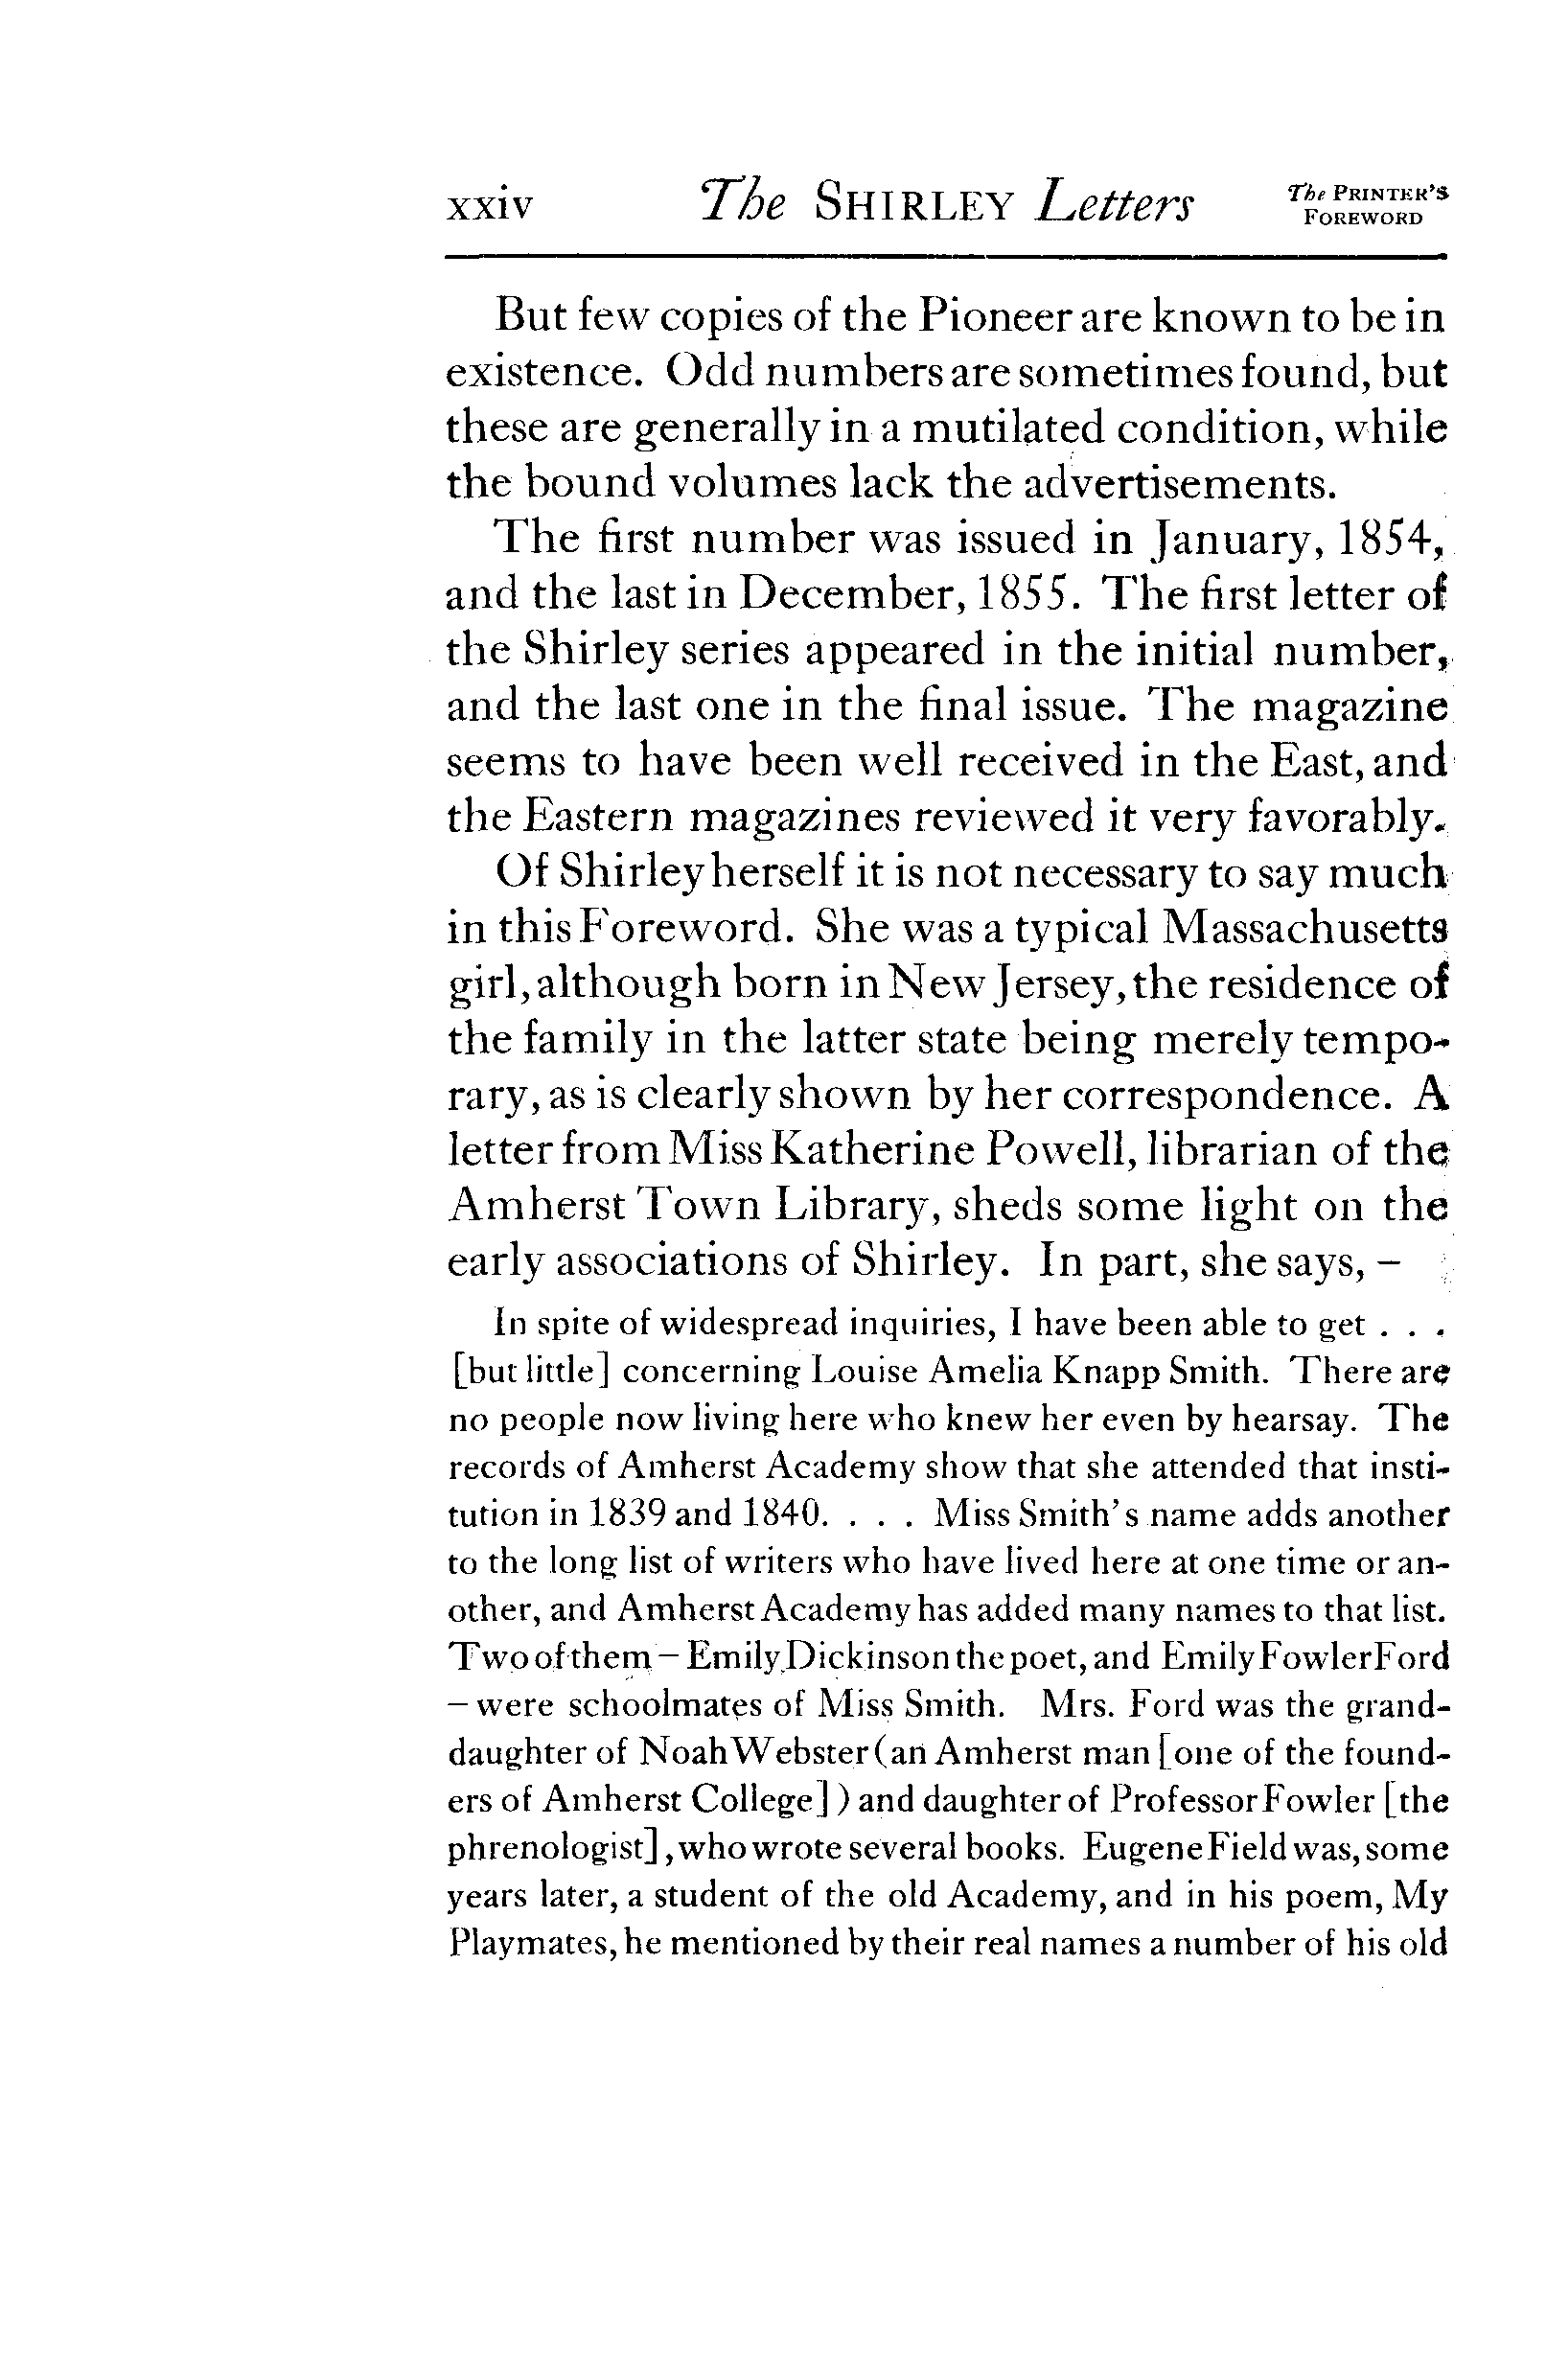 xxiv The SHIRLEY Letters The PRINTER'S FOREWORD
But few copies of the Pioneer are known to be in
existence. Odd numbers are sometimes found, but
these are generally in a mutilated condition, while
the bound volumes lack the advertisements.
The first number was issued in January, 1854,
and the last in December, 1855. The first letter of
the Shirley series appeared in the initial number,
and the last one in the final issue. The magazine
seems to have been well received in the East, and
the Eastern magazines reviewed it very favorably.
Of Shirley herself it is not necessary to say much
in this Foreword. She was a typical Massachusetts
girl, although born in New Jersey, the residence of
the family in the latter state being merely tempo-
rary, as is clearly shown by her correspondence. A
letter from Miss Katherine Powell, librarian of the
Amherst Town Library, sheds some light on the
early associations of Shirley. In part, she says, –
In spite of widespread inquiries, I have been able to get . . .
[but little] concerning Louise Amelia Knapp Smith. There are
no people now living here who knew her even by hearsay. The
records of Amherst Academy show that she attended that insti-
tution in 1839 and 1840. . . . Miss Smith's name adds another
to the long list of writers who have lived here at one time or an-
other, and Amherst Academy has added many names to that list.
Two of them – Emily Dickinson the poet, and Emily Fowler Ford
– were schoolmates of Miss Smith. Mrs. Ford was the grand-
daughter of Noah Webster (an Amherst man [one of the found-
ers of Amherst College]) and daughter of Professor Fowler [the
phrenologist], who wrote several books. Eugene Field was, some
years later, a student of the old Academy, and in his poem, My
Playmates, he mentioned by their real names a number of his old